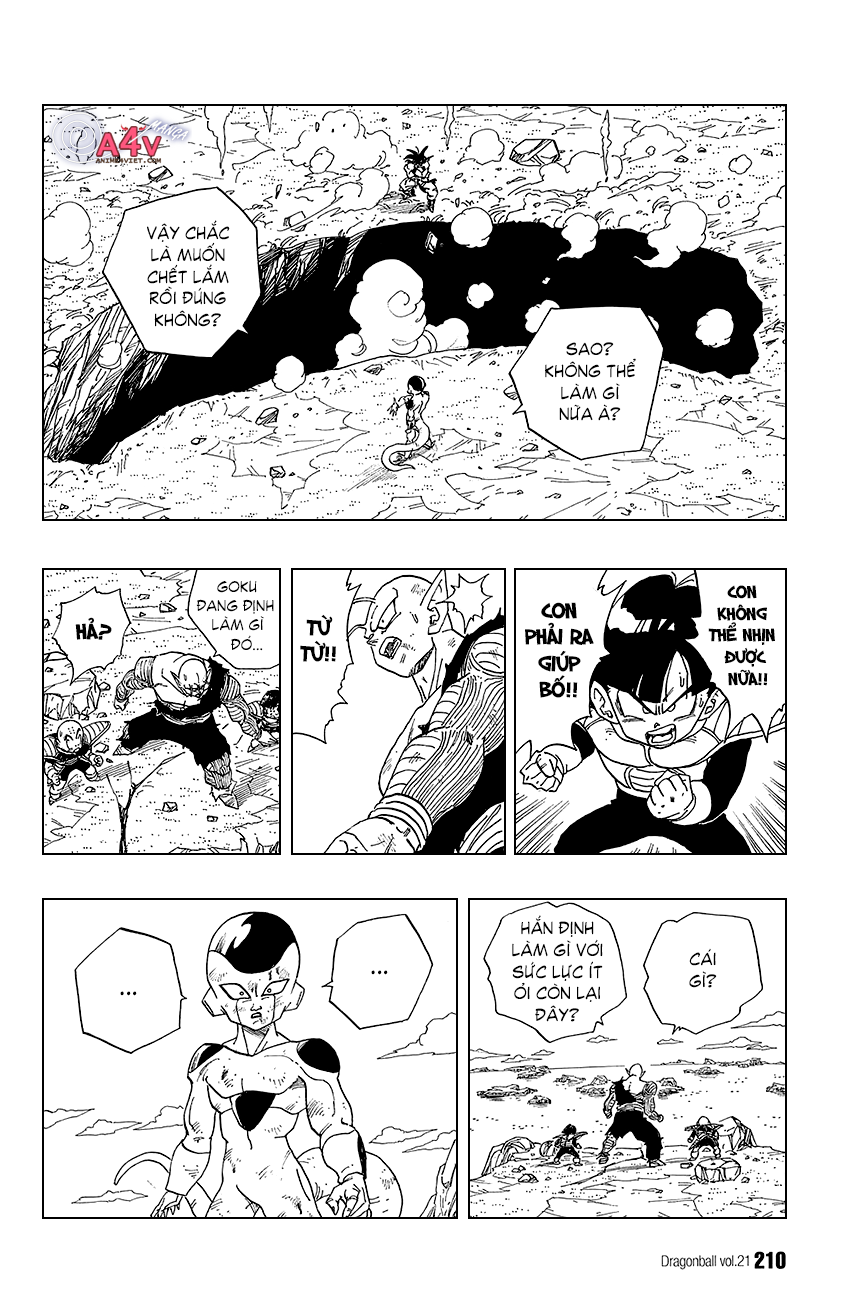 A4V
MANGA
ANIME4VIET.COM
SAO?
KHÔNG THỂ
LÀM GÌ
NỮA À?
VẬY CHẮC
LÀ MUỐN
CHẾT LẮM
RỒI ĐÚNG
KHÔNG?
CON
KHÔNG
THỂ NHỊN
ĐƯỢC
NỮA!!
CON
PHẢI RA
GIÚP
BỐ!!
TỪ
TỪ!!
GOKU
ĐANG ĐỊNH
LÀM GÌ
ĐÓ...
HẢ?
CÁI
GÌ?
HẮN ĐỊNH
LÀM GÌ VỚI
SỨC LỰC ÍT
ỎI CÒN LẠI
ĐÂY?
...
...
Dragonball vol.21 210